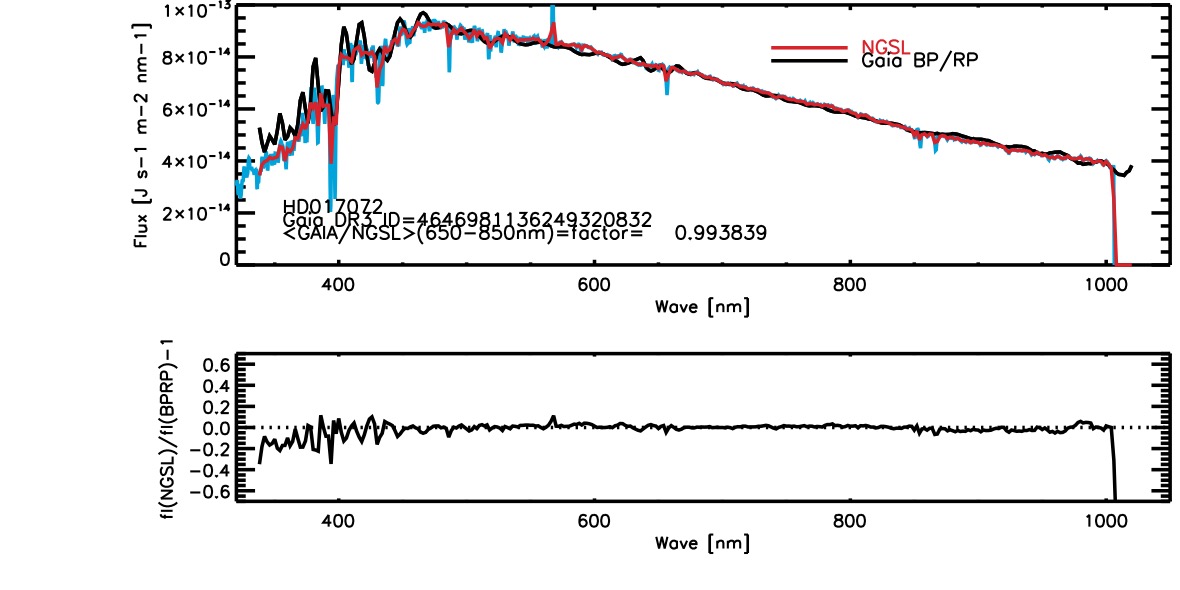 1×10−13
8×10−14
6×10−14
4×10−14
2×10−14
0
Flux [J s−1 m−2 nm−1]
NGSL
Gaia BP/RP
HD017072
Gaia DR3 ID=4646981136249320832
<GAIA/NGSL>(650−850nm)=factor= 0.993839
400 600 800 1000
Wave [nm]
fl(NGSL)/fl(BPRP)−1
0.6
0.4
0.2
0.0
−0.2
−0.4
−0.6
400 600 800 1000
Wave [nm]